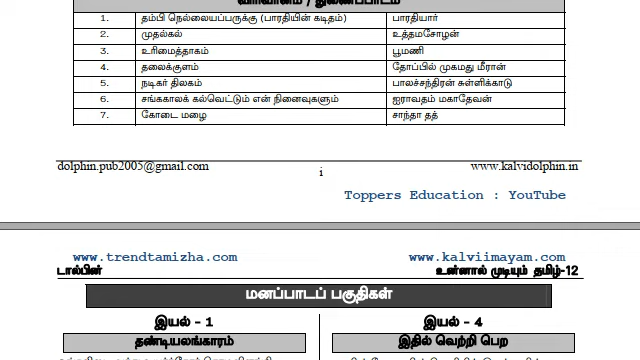 விரிவானம் / துணைப்பாடம்
1. தம்பி நெல்லையப்பருக்கு (பாரதியின் கடிதம்) பாரதியார்
2. முதல்கல் உத்தமசோழன்
3. உரிமைத்தாகம் பூமணி
4. தலைக்குளம் தோப்பில் முகமது மீரான்
5. நடிகர் திலகம் பாலச்சந்திரன் சுள்ளிக்காடு
6. சங்ககாலக் கல்வெட்டும் என் நினைவுகளும் ஐராவதம் மகாதேவன்
7. கோடை மழை சாந்தா தத்
dolphin.pub2005@gmail.com i www.kalvidolphin.in
Toppers Education : YouTube
www.trendtamizha.com www.kalviimayam.com
டால்பின் உன்னால் முடியும் தமிழ்-12
மனப்பாடப் பகுதிகள்
இயல் - 1
தண்டியலங்காரம்
இயல் - 4
இதில் வெற்றி பெற